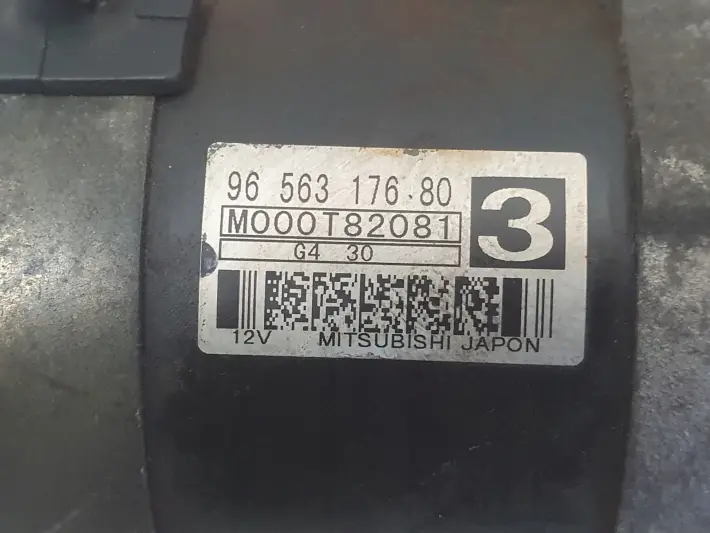 96 563 176 80
3
M000T82081
G4 30
12V MITSUBISHI JAPON